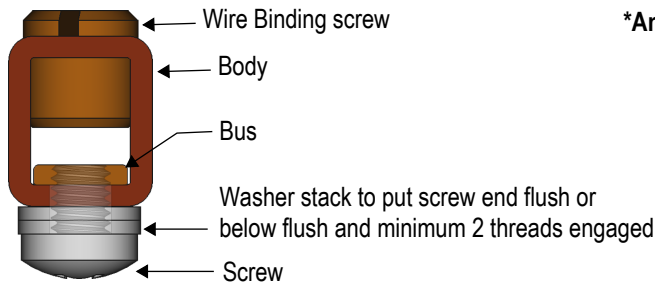 Wire Binding screw
*Ar
Body
Bus
Washer stack to put screw end flush or
below flush and minimum 2 threads engaged
Screw